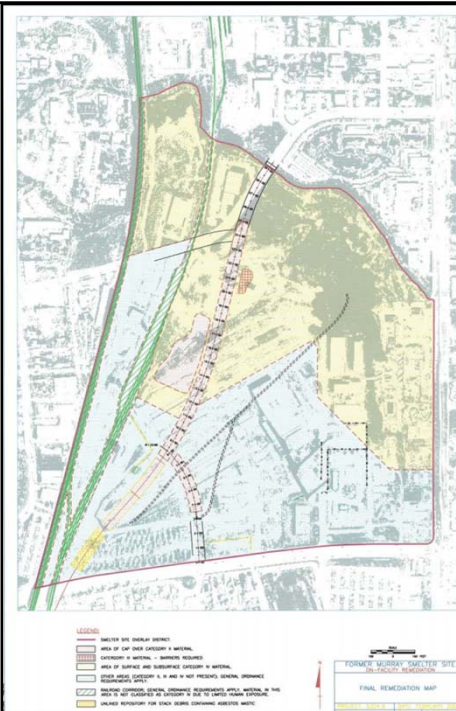 LEGEND:
SMELTER SITE OVERLAY DISTRICT.
AREA OF CAP OVER CATEGORY II MATERIAL.
CATEGORY III MATERIAL - BARRIERS REQUIRED
AREA OF SURFACE AND SUBSURFACE CATEGORY IV MATERIAL.
OTHER AREAS (CATEGORY II, III AND IV NOT PRESENT), GENERAL ORDINANCE
REQUIREMENTS APPLY.
RAILROAD CORRIDOR; GENERAL ORDINANCE REQUIREMENTS APPLY. MATERIAL IN THIS
AREA IS NOT CLASSIFIED AS CATEGORY IV DUE TO LIMITED HUMAN EXPOSURE.
UNLINED REPOSITORY FOR STACK DEBRIS CONTAINING ASBESTOS MASTIC
SCALE
FORMER MURRAY SMELTER SITE
ON-FACILITY REMEDIATION
FINAL REMEDIATION MAP